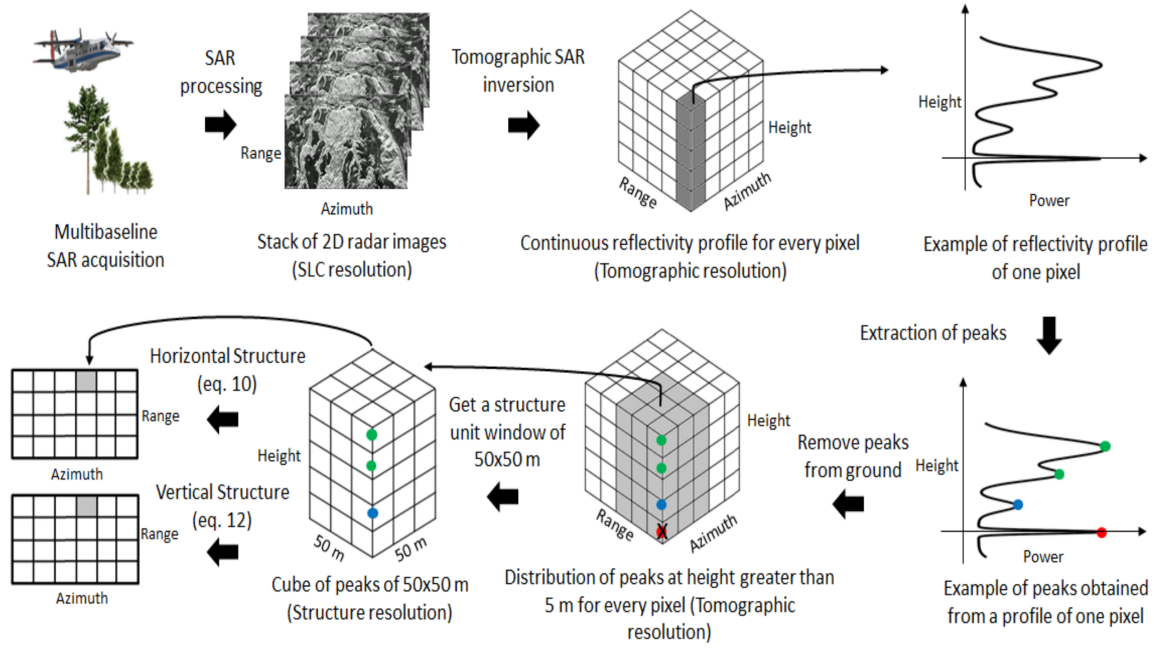 SAR
processing
Tomographic SAR
inversion
Height
Range
Height
Range
Azimuth
Azimuth
Power
Multibaseline
SAR acquisition
Stack of 2D radar images
(SLC resolution)
Continuous reflectivity profile for every pixel
(Tomographic resolution)
Example of reflectivity profile
of one pixel
Extraction of peaks
Horizontal Structure
(eq. 10)
Range
Azimuth
Vertical Structure
(eq. 12)
Range
Azimuth
Height
50 m
50 m
Cube of peaks of 50x50 m
(Structure resolution)
Get a structure
unit window of
50x50 m
Height
X
Range
Azimuth
Distribution of peaks at height greater than
5 m for every pixel (Tomographic
resolution)
Remove peaks
from ground
Height
Power
Example of peaks obtained
from a profile of one pixel